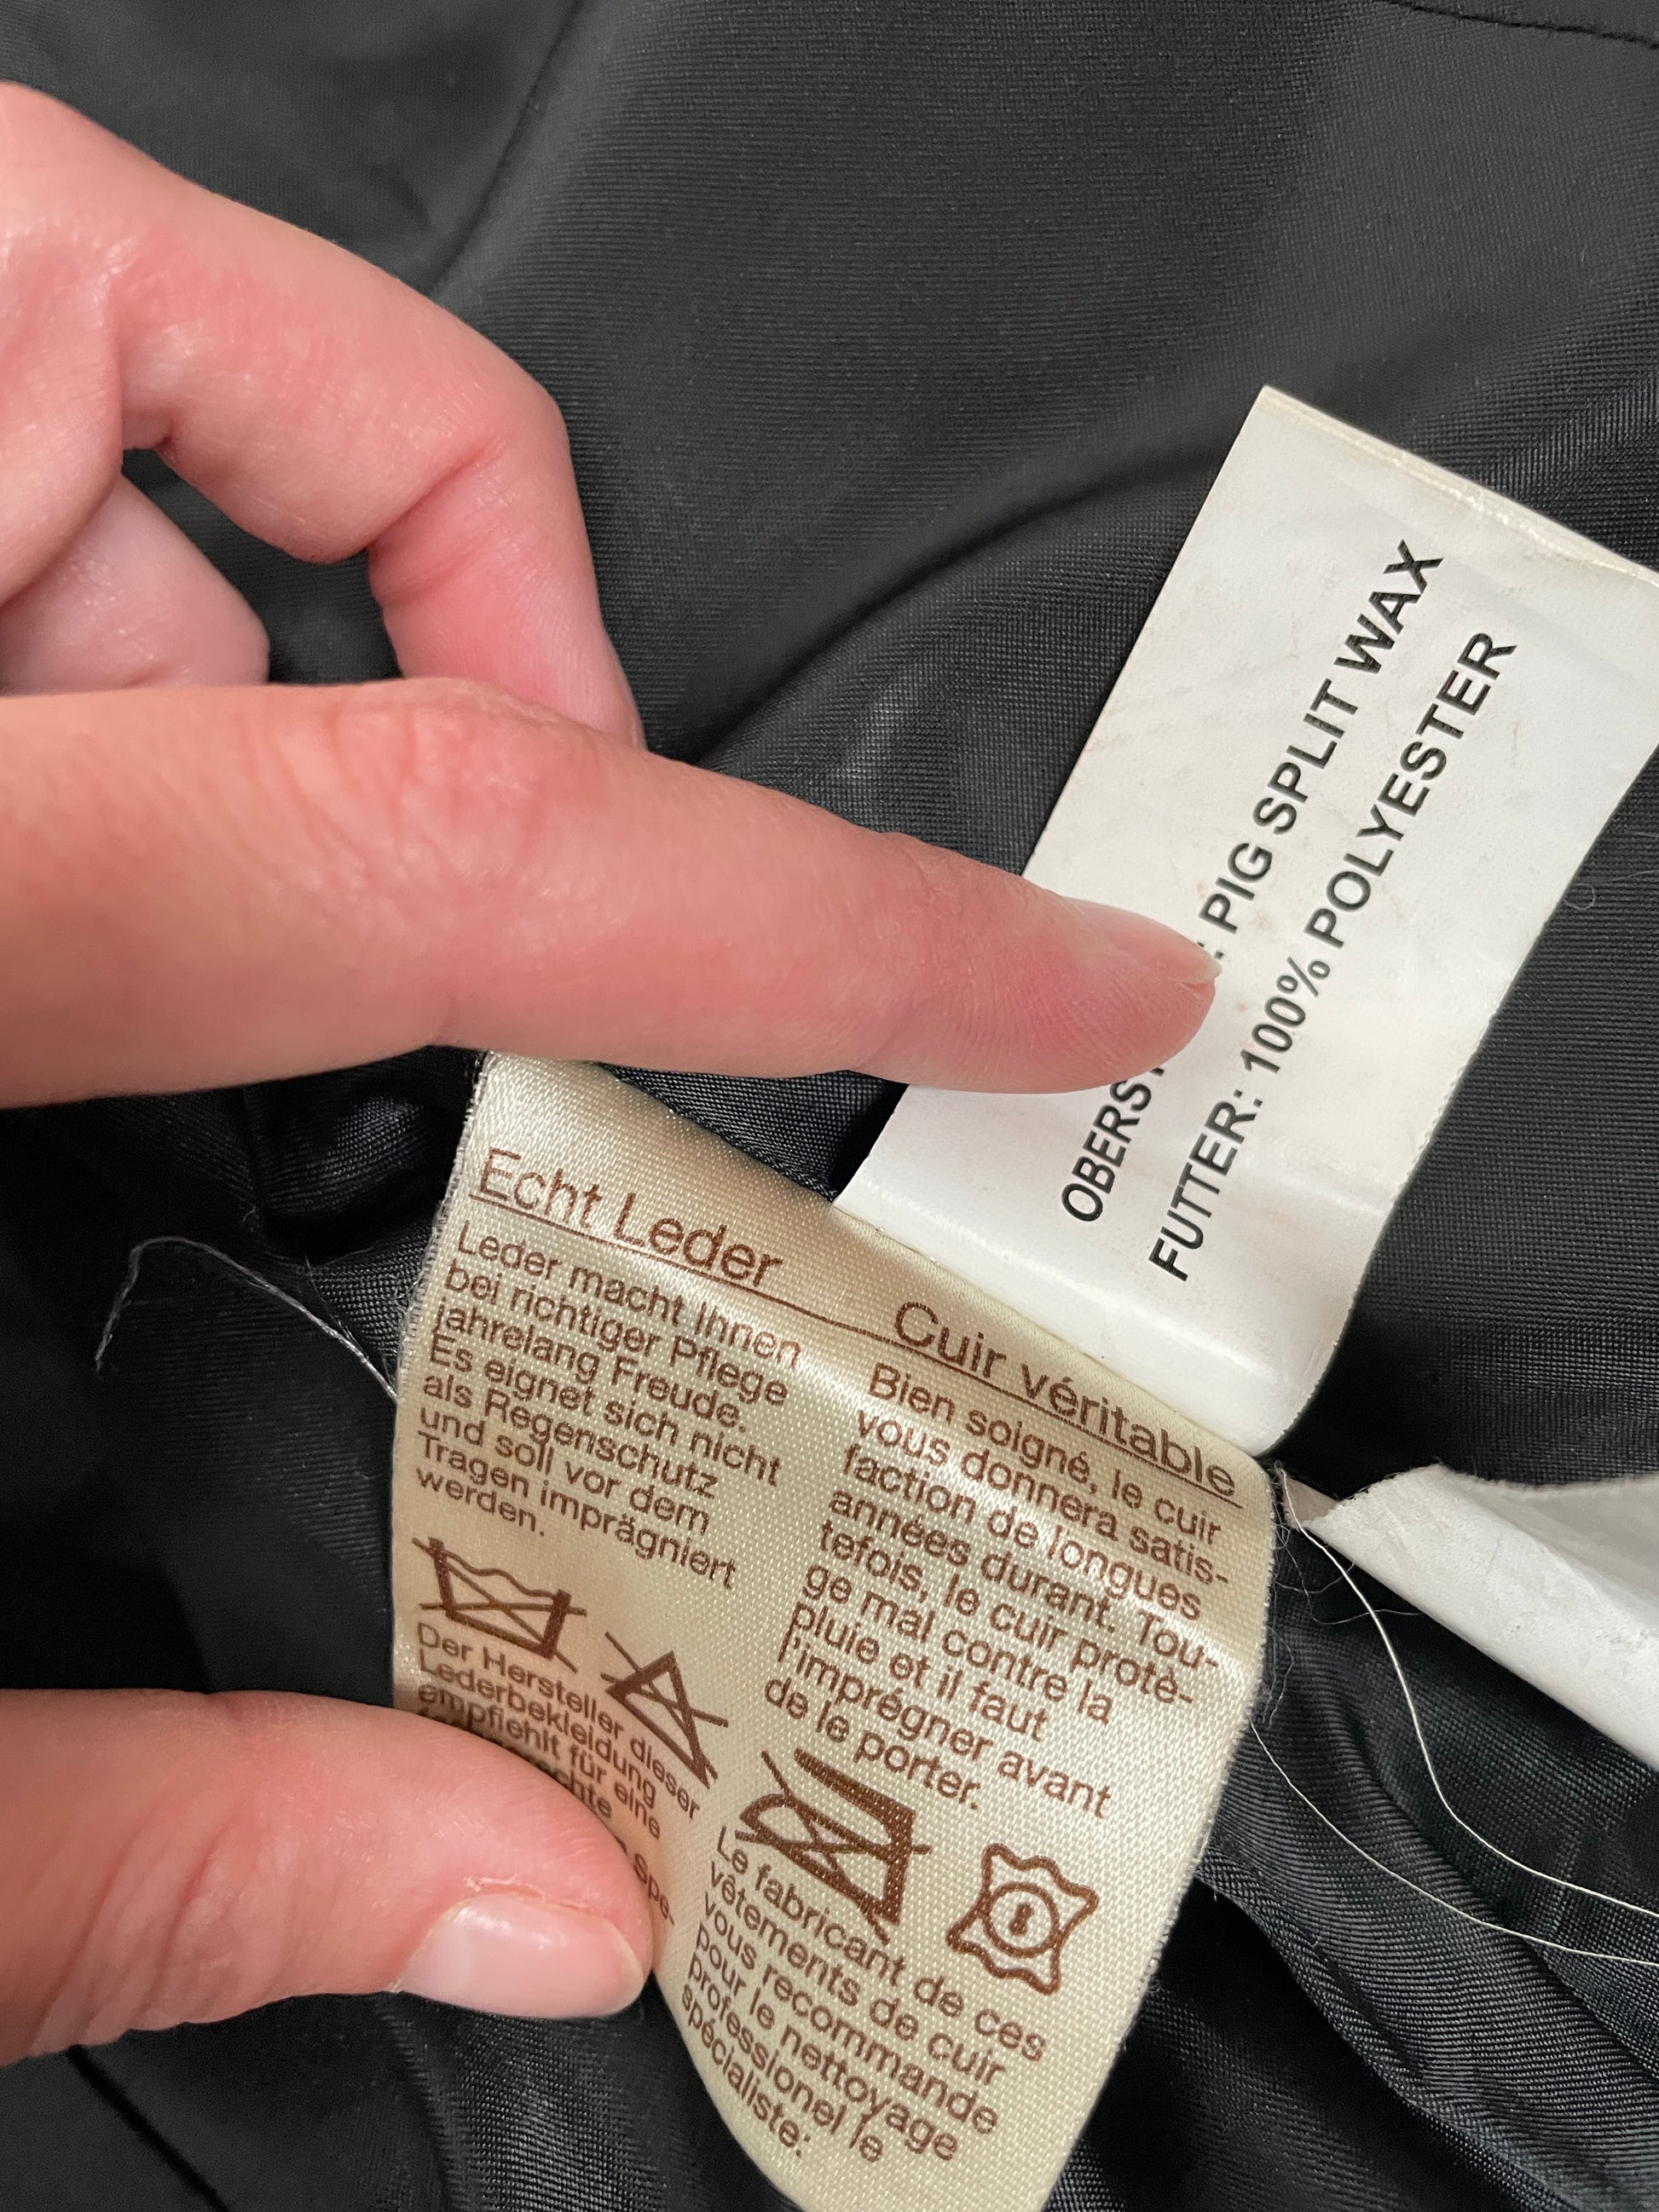 OBERST : PIG SPLIT WAX
FUTTER: 100% POLYESTER
Echt Leder
Leder macht Ihnen
bei richtiger Pflege
jahrelang Freude.
Es eignet sich nicht
als Regenschutz
und soll vor dem
Tragen imprägniert
werden.
Der Hersteller dieser
Lederbekleidung
empfiehlt für eine
Spe-
Cuir véritable
Bien soigné, le cuir
vous donnera satis-
faction de longues
années durant. Tou-
tefois, le cuir protè-
ge mal contre la
pluie et il faut
l'imprégner avant
de le porter.
Le fabricant de ces
vêtements de cuir
vous recommande
pour le nettoyage
professionel le
spécialiste: